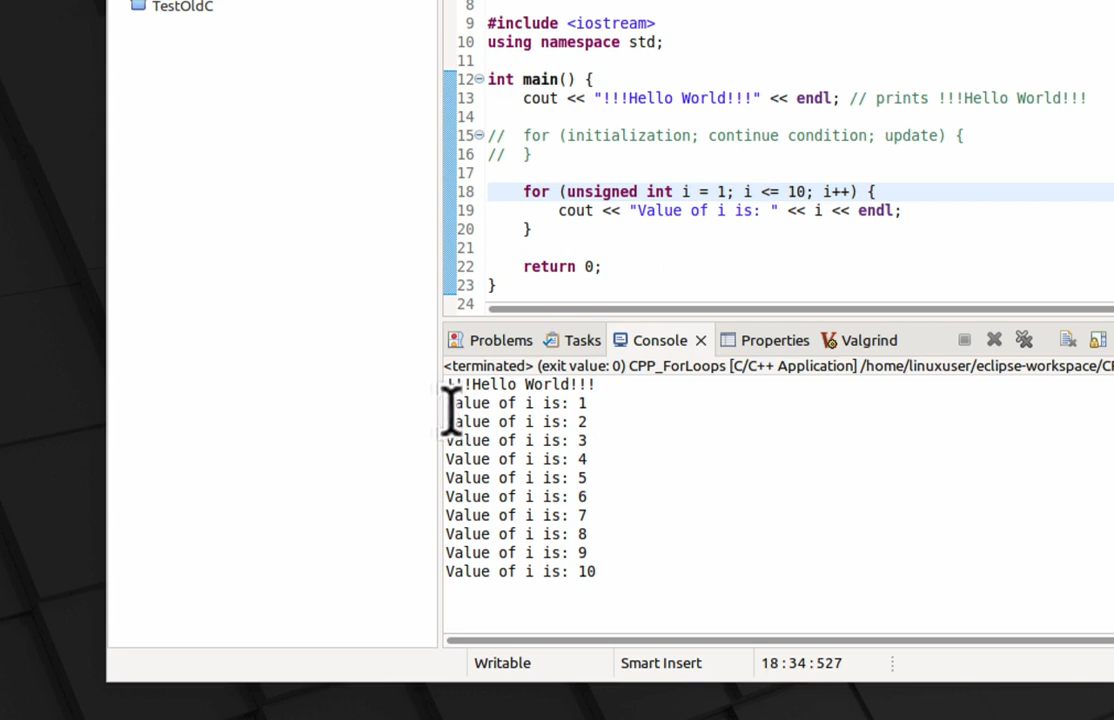 TestOldC
8
9 #include <iostream>
10 using namespace std;
11
12 int main() {
13 cout << "!!!Hello World!!!" << endl; // prints !!!Hello World!!!
14
15 // for (initialization; continue condition; update) {
16 // }
17
18 for (unsigned int i = 1; i <= 10; i++) {
19 cout << "Value of i is: " << i << endl;
20 }
21
22 return 0;
23 }
24
Problems Tasks Console Properties Valgrind
<terminated> (exit value: 0) CPP_ForLoops [C/C++ Application] /home/linuxuser/eclipse-workspace/CP
!!!Hello World!!!
Value of i is: 1
Value of i is: 2
Value of i is: 3
Value of i is: 4
Value of i is: 5
Value of i is: 6
Value of i is: 7
Value of i is: 8
Value of i is: 9
Value of i is: 10
Writable Smart Insert 18:34:527